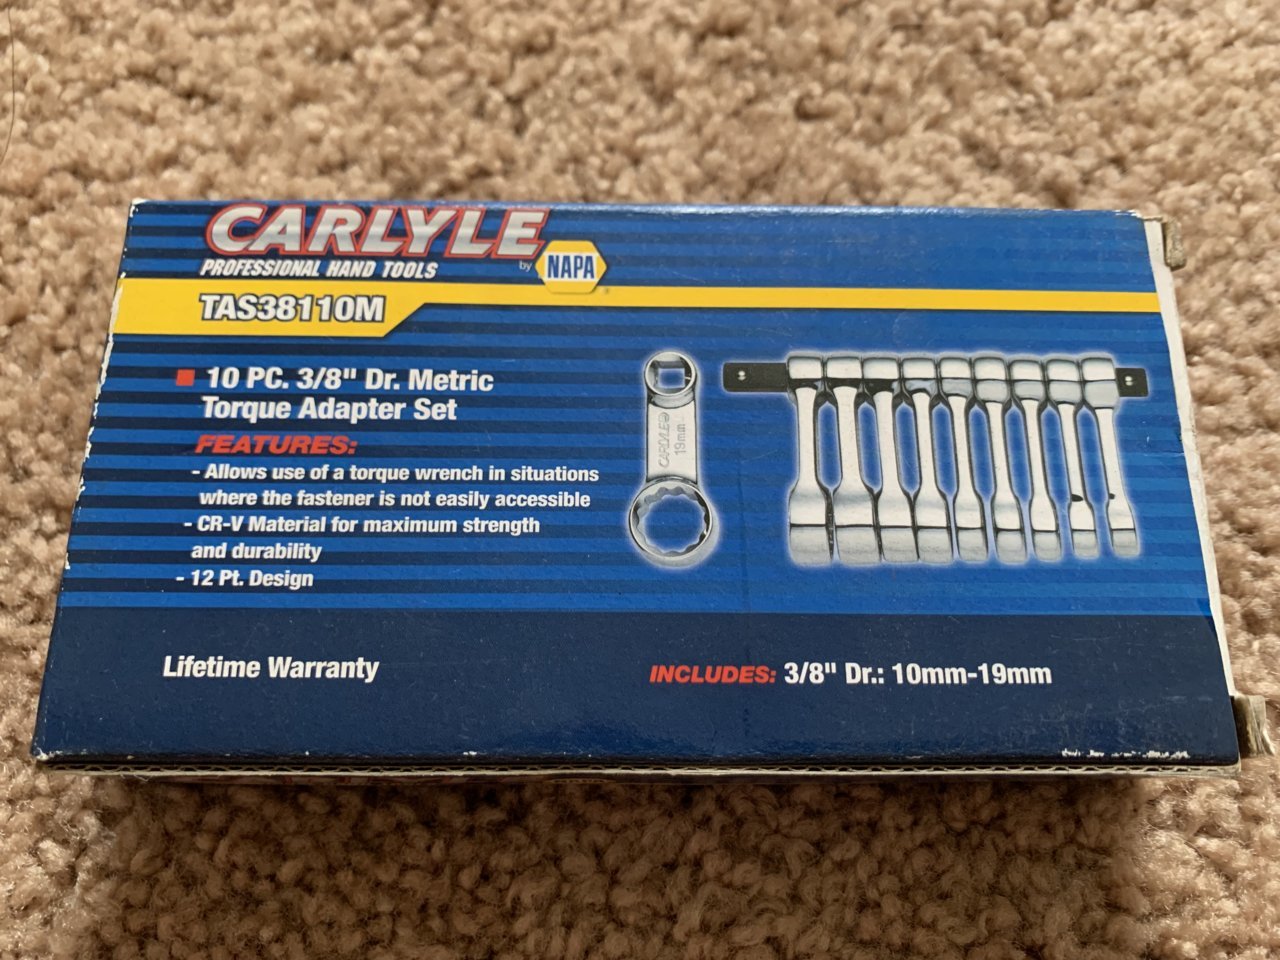 CARLYLE
PROFESSIONAL HAND TOOLS
by NAPA
TAS38110M
10 PC. 3/8" Dr. Metric
Torque Adapter Set
FEATURES:
- Allows use of a torque wrench in situations
where the fastener is not easily accessible
- CR-V Material for maximum strength
and durability
- 12 Pt. Design
CARLYLE 19mm
Lifetime Warranty
INCLUDES: 3/8" Dr.: 10mm-19mm